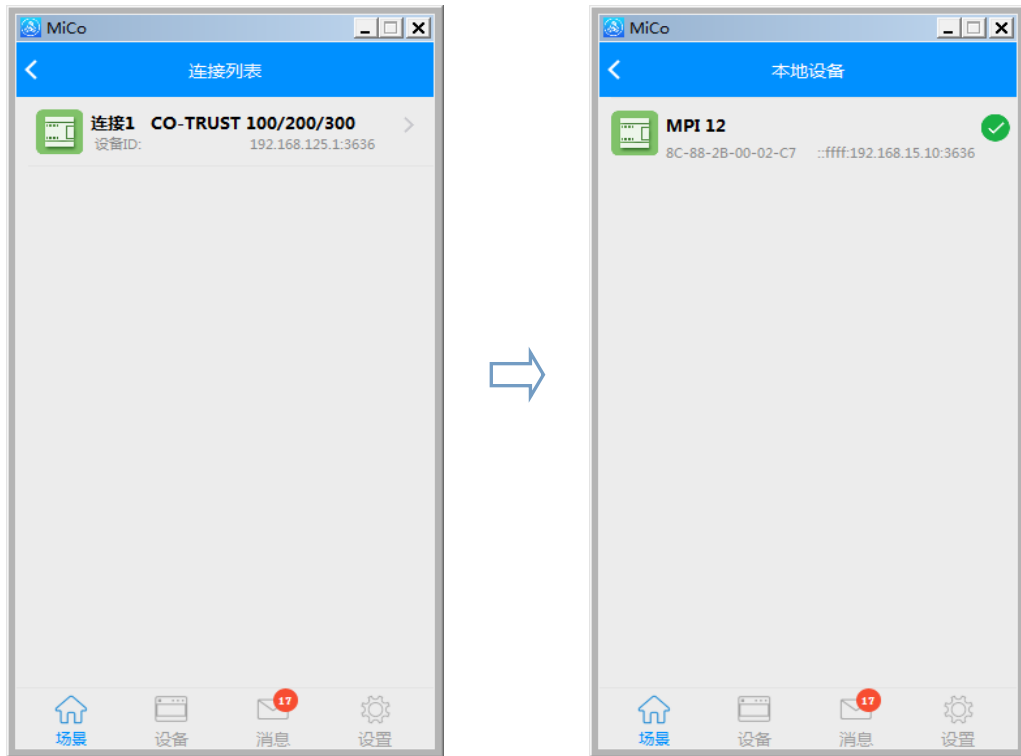 MiCo
连接列表
连接1 CO-TRUST 100/200/300
设备ID: 192.168.125.1:3636
场景 设备 消息 17 设置
MiCo
本地设备
MPI 12
8C-88-2B-00-02-C7 ::ffff:192.168.15.10:3636
场景 设备 消息 17 设置